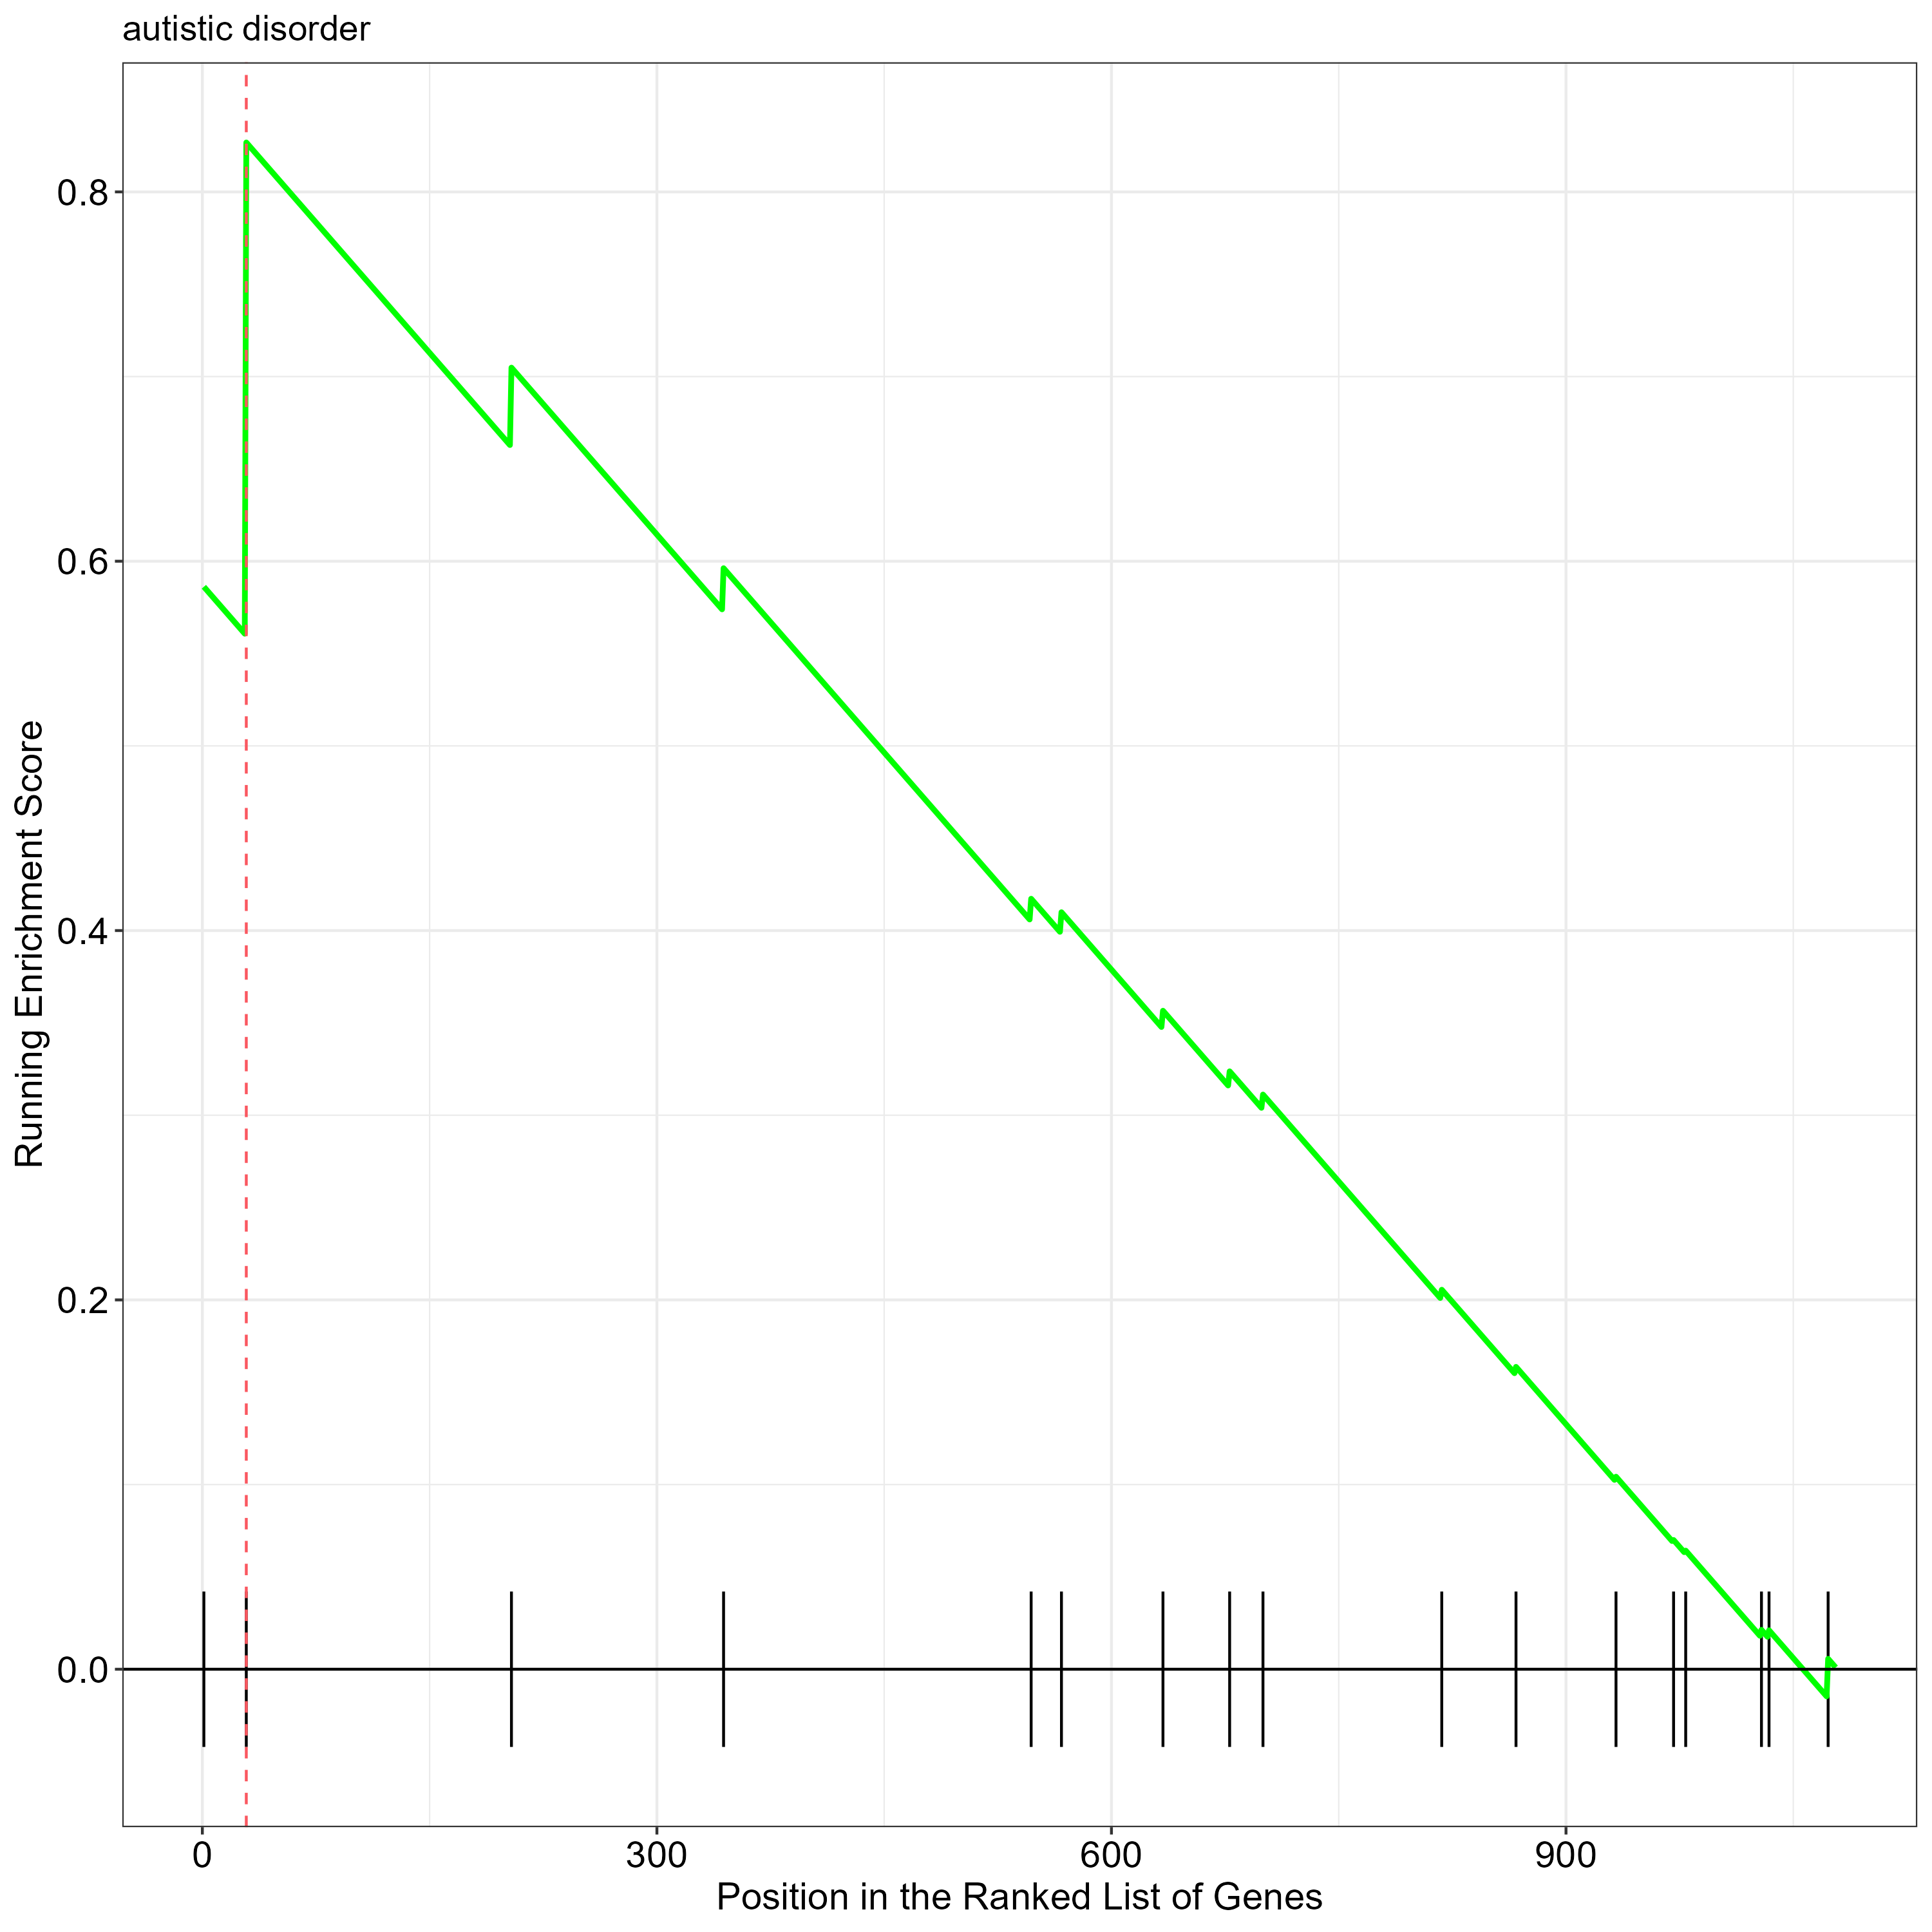 autistic disorder
Running Enrichment Score
0.8
0.6
0.4
0.2
0.0
0 300 600 900
Position in the Ranked List of Genes